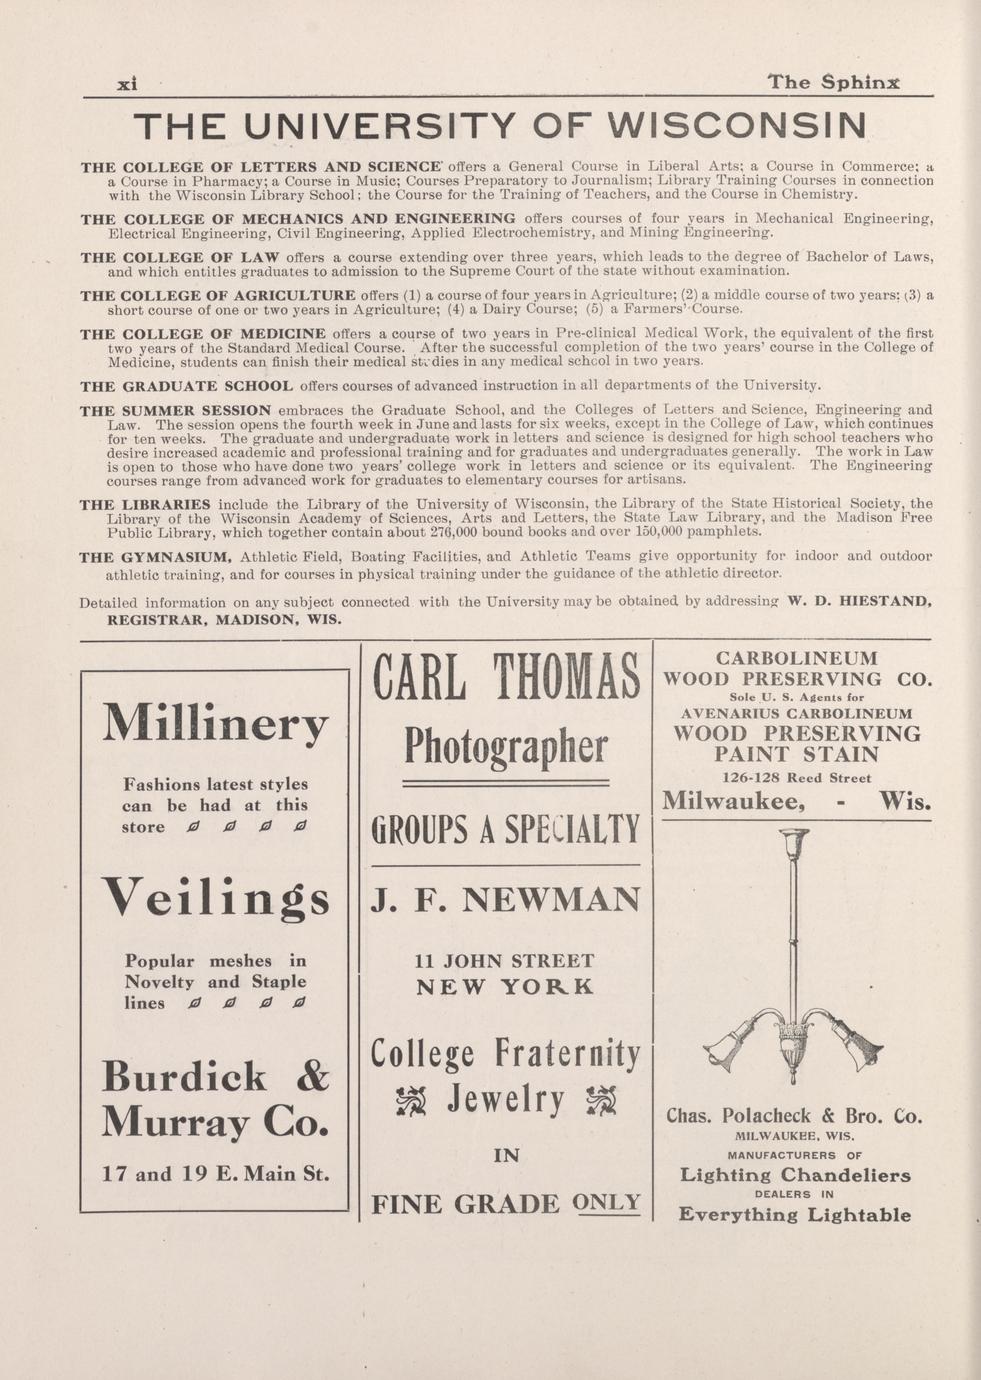 xi
The Sphinx
THE UNIVERSITY OF WISCONSIN
THE COLLEGE OF LETTERS AND SCIENCE offers a General Course in Liberal Arts; a Course in Commerce; a
a Course in Pharmacy; a Course in Music; Courses Preparatory to Journalism; Library Training Courses in connection
with the Wisconsin Library School; the Course for the Training of Teachers, and the Course in Chemistry.
THE COLLEGE OF MECHANICS AND ENGINEERING offers courses of four years in Mechanical Engineering,
Electrical Engineering, Civil Engineering, Applied Electrochemistry, and Mining Engineering.
THE COLLEGE OF LAW offers a course extending over three years, which leads to the degree of Bachelor of Laws,
and which entitles graduates to admission to the Supreme Court of the state without examination.
THE COLLEGE OF AGRICULTURE offers (1) a course of four years in Agriculture; (2) a middle course of two years; (3) a
short course of one or two years in Agriculture; (4) a Dairy Course; (5) a Farmers' Course.
THE COLLEGE OF MEDICINE offers a course of two years in Pre-clinical Medical Work, the equivalent of the first
two years of the Standard Medical Course. After the successful completion of the two years' course in the College of
Medicine, students can finish their medical studies in any medical school in two years.
THE GRADUATE SCHOOL offers courses of advanced instruction in all departments of the University.
THE SUMMER SESSION embraces the Graduate School, and the Colleges of Letters and Science, Engineering and
Law. The session opens the fourth week in June and lasts for six weeks, except in the College of Law, which continues
for ten weeks. The graduate and undergraduate work in letters and science is designed for high school teachers who
desire increased academic and professional training and for graduates and undergraduates generally. The work in Law
is open to those who have done two years' college work in letters and science or its equivalent. The Engineering
courses range from advanced work for graduates to elementary courses for artisans.
THE LIBRARIES include the Library of the University of Wisconsin, the Library of the State Historical Society, the
Library of the Wisconsin Academy of Sciences, Arts and Letters, the State Law Library, and the Madison Free
Public Library, which together contain about 276,000 bound books and over 150,000 pamphlets.
THE GYMNASIUM, Athletic Field, Boating Facilities, and Athletic Teams give opportunity for indoor and outdoor
athletic training, and for courses in physical training under the guidance of the athletic director.
Detailed information on any subject connected with the University may be obtained by addressing W. D. HIESTAND,
REGISTRAR, MADISON, WIS.
Millinery
Fashions latest styles
can be had at this
store
Veilings
Popular meshes in
Novelty and Staple
lines
Burdick &
Murray Co.
17 and 19 E. Main St.
CARL THOMAS
Photographer
GROUPS A SPECIALTY
J. F. NEWMAN
11 JOHN STREET
NEW YORK
College Fraternity
Jewelry
IN
FINE GRADE ONLY
CARBOLINEUM
WOOD PRESERVING CO.
Sole U. S. Agents for
AVENARIUS CARBOLINEUM
WOOD PRESERVING
PAINT STAIN
126-128 Reed Street
Milwaukee, - Wis.
Chas. Polacheck & Bro. Co.
MILWAUKEE, WIS.
MANUFACTURERS OF
Lighting Chandeliers
DEALERS IN
Everything Lightable